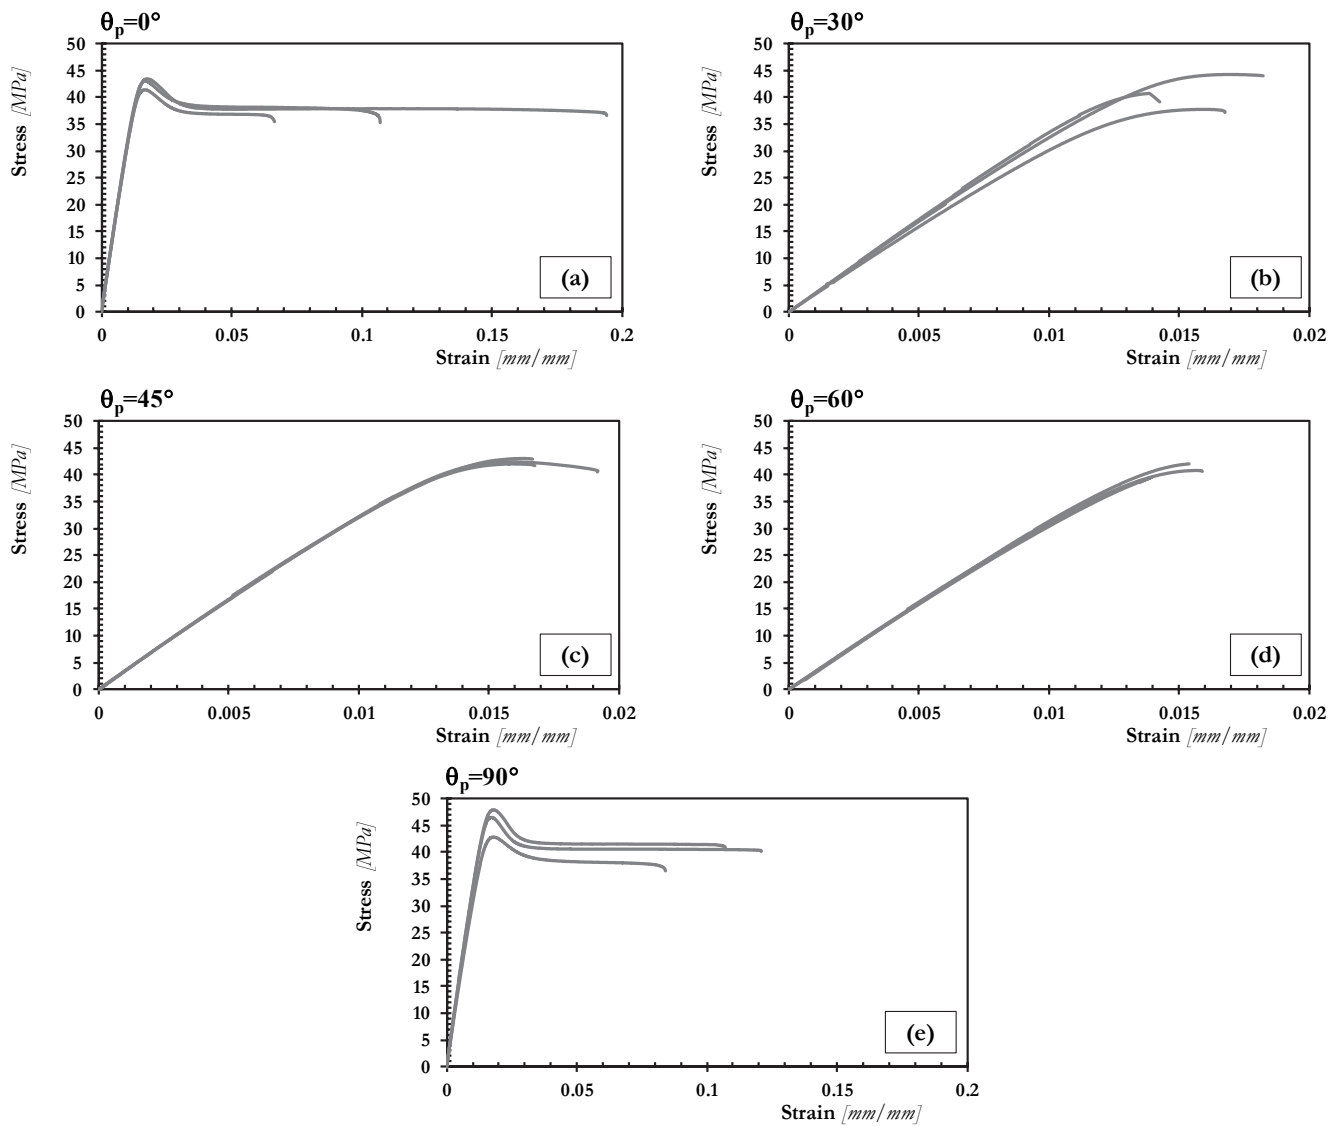 θp=0°
Stress [MPa]
50
45
40
35
30
25
20
15
10
5
0
0 0.05 0.1 0.15 0.2
Strain [mm/mm]
(a)
θp=30°
Stress [MPa]
50
45
40
35
30
25
20
15
10
5
0
0 0.005 0.01 0.015 0.02
Strain [mm/mm]
(b)
θp=45°
Stress [MPa]
50
45
40
35
30
25
20
15
10
5
0
0 0.005 0.01 0.015 0.02
Strain [mm/mm]
(c)
θp=60°
Stress [MPa]
50
45
40
35
30
25
20
15
10
5
0
0 0.005 0.01 0.015 0.02
Strain [mm/mm]
(d)
θp=90°
Stress [MPa]
50
45
40
35
30
25
20
15
10
5
0
0 0.05 0.1 0.15 0.2
Strain [mm/mm]
(e)